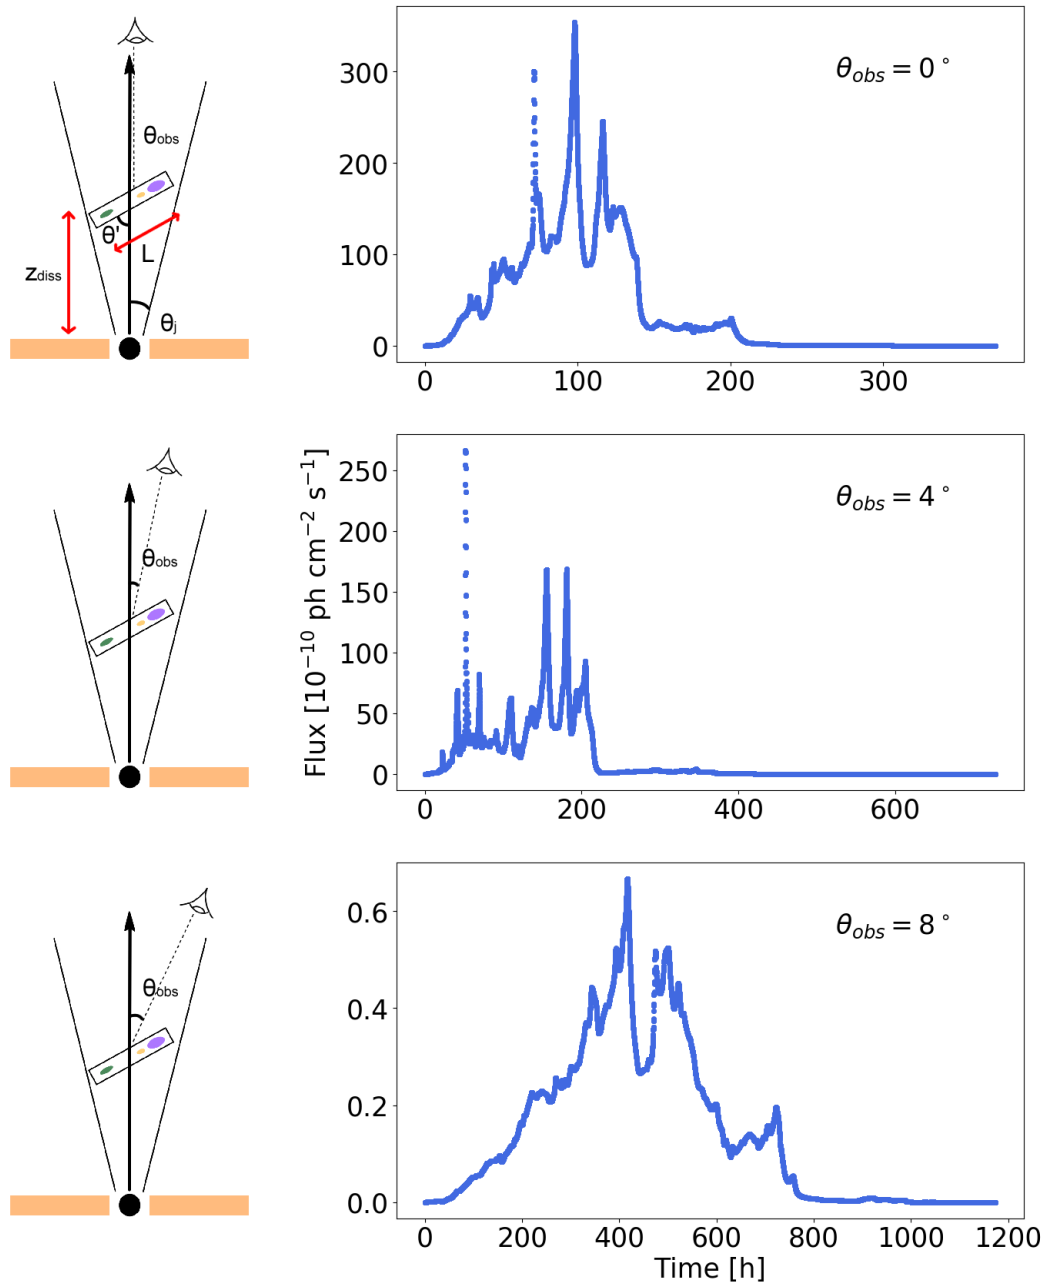 θobs
θ'
L
zdiss
θj
300
200
100
0
θobs = 0°
0
100
200
300
θobs
Flux [10⁻¹⁰ ph cm⁻² s⁻¹]
250
200
150
100
50
0
θobs = 4°
0
200
400
600
θobs
0.6
0.4
0.2
0.0
θobs = 8°
0
200
400
600
800
1000
1200
Time [h]